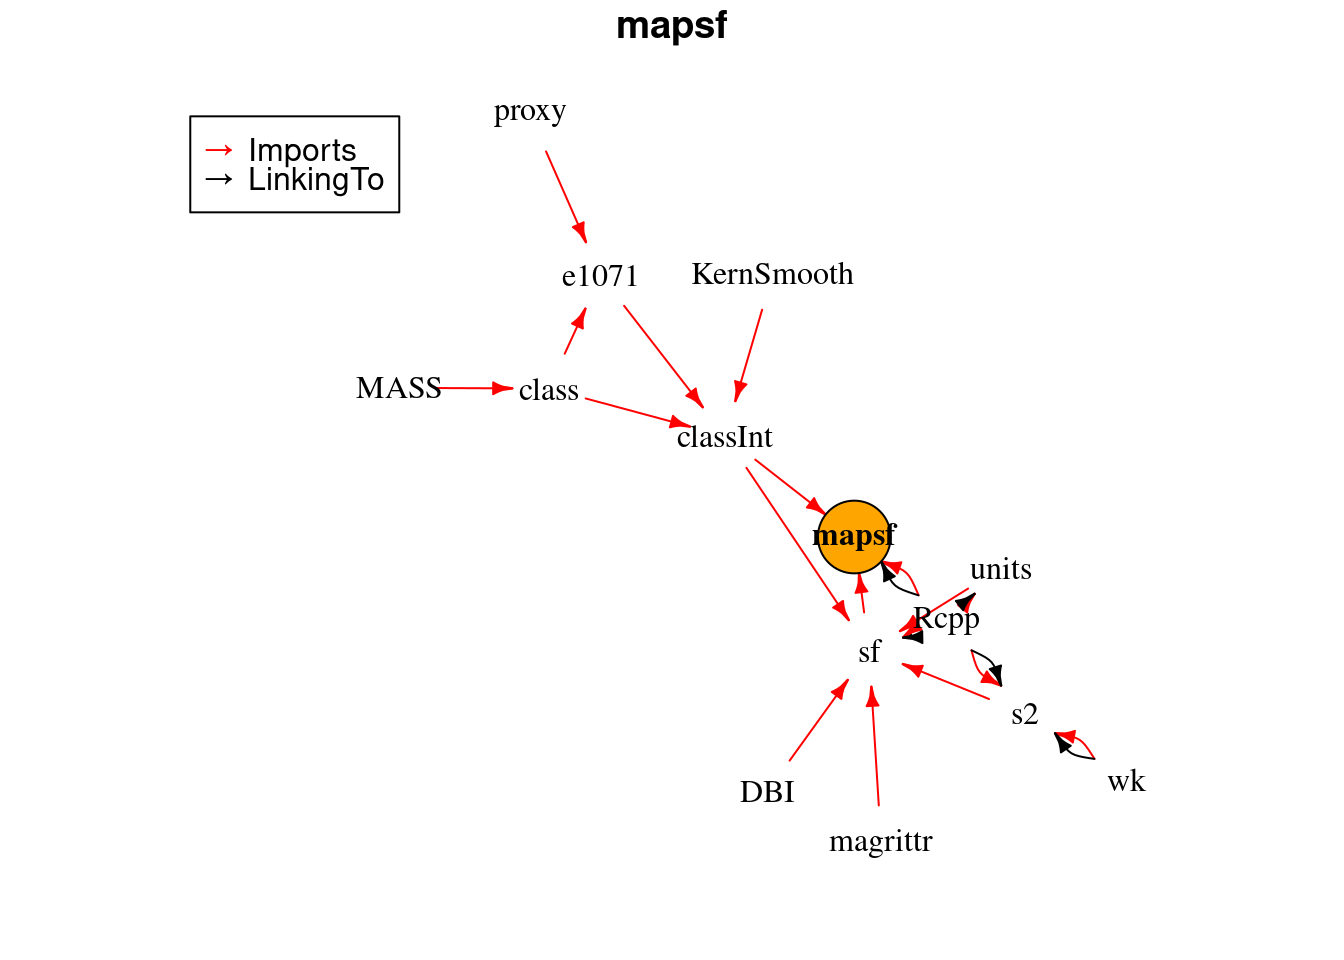 mapsf
proxy
→ Imports
→ LinkingTo
e1071
KernSmooth
MASS
class
classInt
mapsf
units
Rcpp
sf
s2
DBI
wk
magrittr